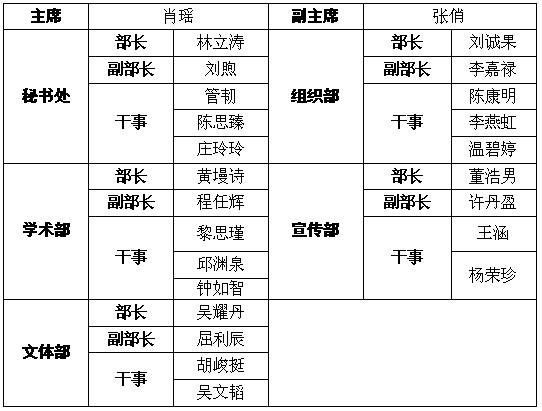 主席 肖瑶 副主席 张俏
秘书处 部长 林立涛 组织部 部长 刘诚果
副部长 刘煦 副部长 李嘉禄
干事 管韧 干事 陈康明
陈思臻 李燕虹
庄玲玲 温碧婷
学术部 部长 黄墁诗 宣传部 部长 董浩男
副部长 程任辉 副部长 许丹盈
干事 黎思瑾 干事 王涵
邱渊泉 杨荣珍
钟如智
文体部 部长 吴耀丹
副部长 屈利辰
干事 胡峻挺
吴文韬